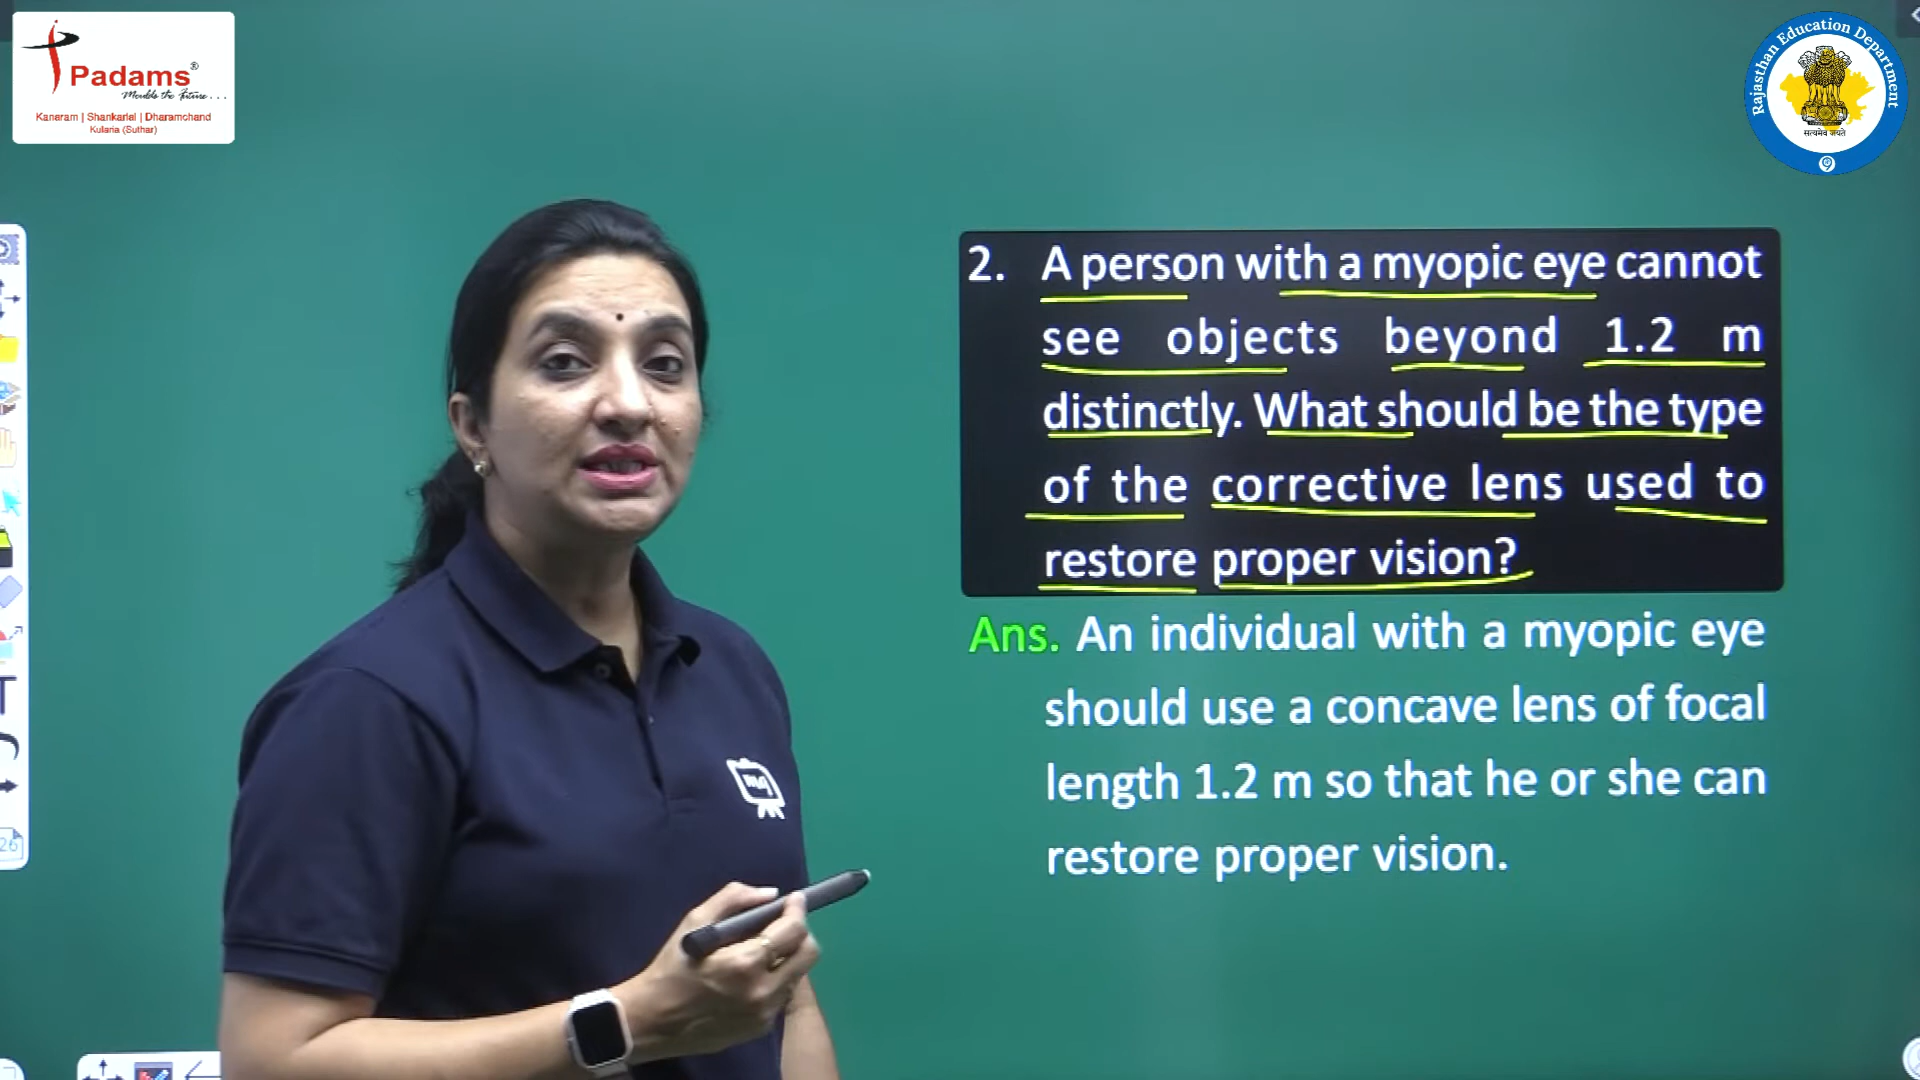 Padams®
Moulds the Future...
Kanaram | Shankarlal | Dharamchand
Kularia (Suthar)
Rajasthan Education Department
सत्यमेव जयते
2. A person with a myopic eye cannot
see objects beyond 1.2 m
distinctly. What should be the type
of the corrective lens used to
restore proper vision?
Ans. An individual with a myopic eye
should use a concave lens of focal
length 1.2 m so that he or she can
restore proper vision.
T
26